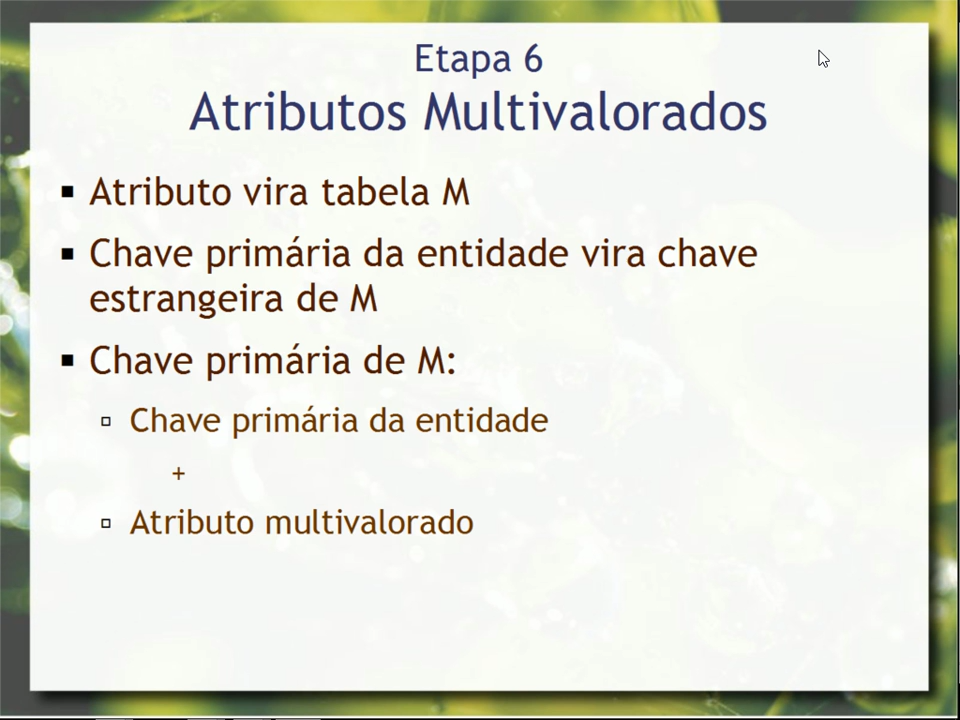 Etapa 6
Atributos Multivalorados
▪ Atributo vira tabela M
▪ Chave primária da entidade vira chave
estrangeira de M
▪ Chave primária de M:
▫ Chave primária da entidade
+
▫ Atributo multivalorado